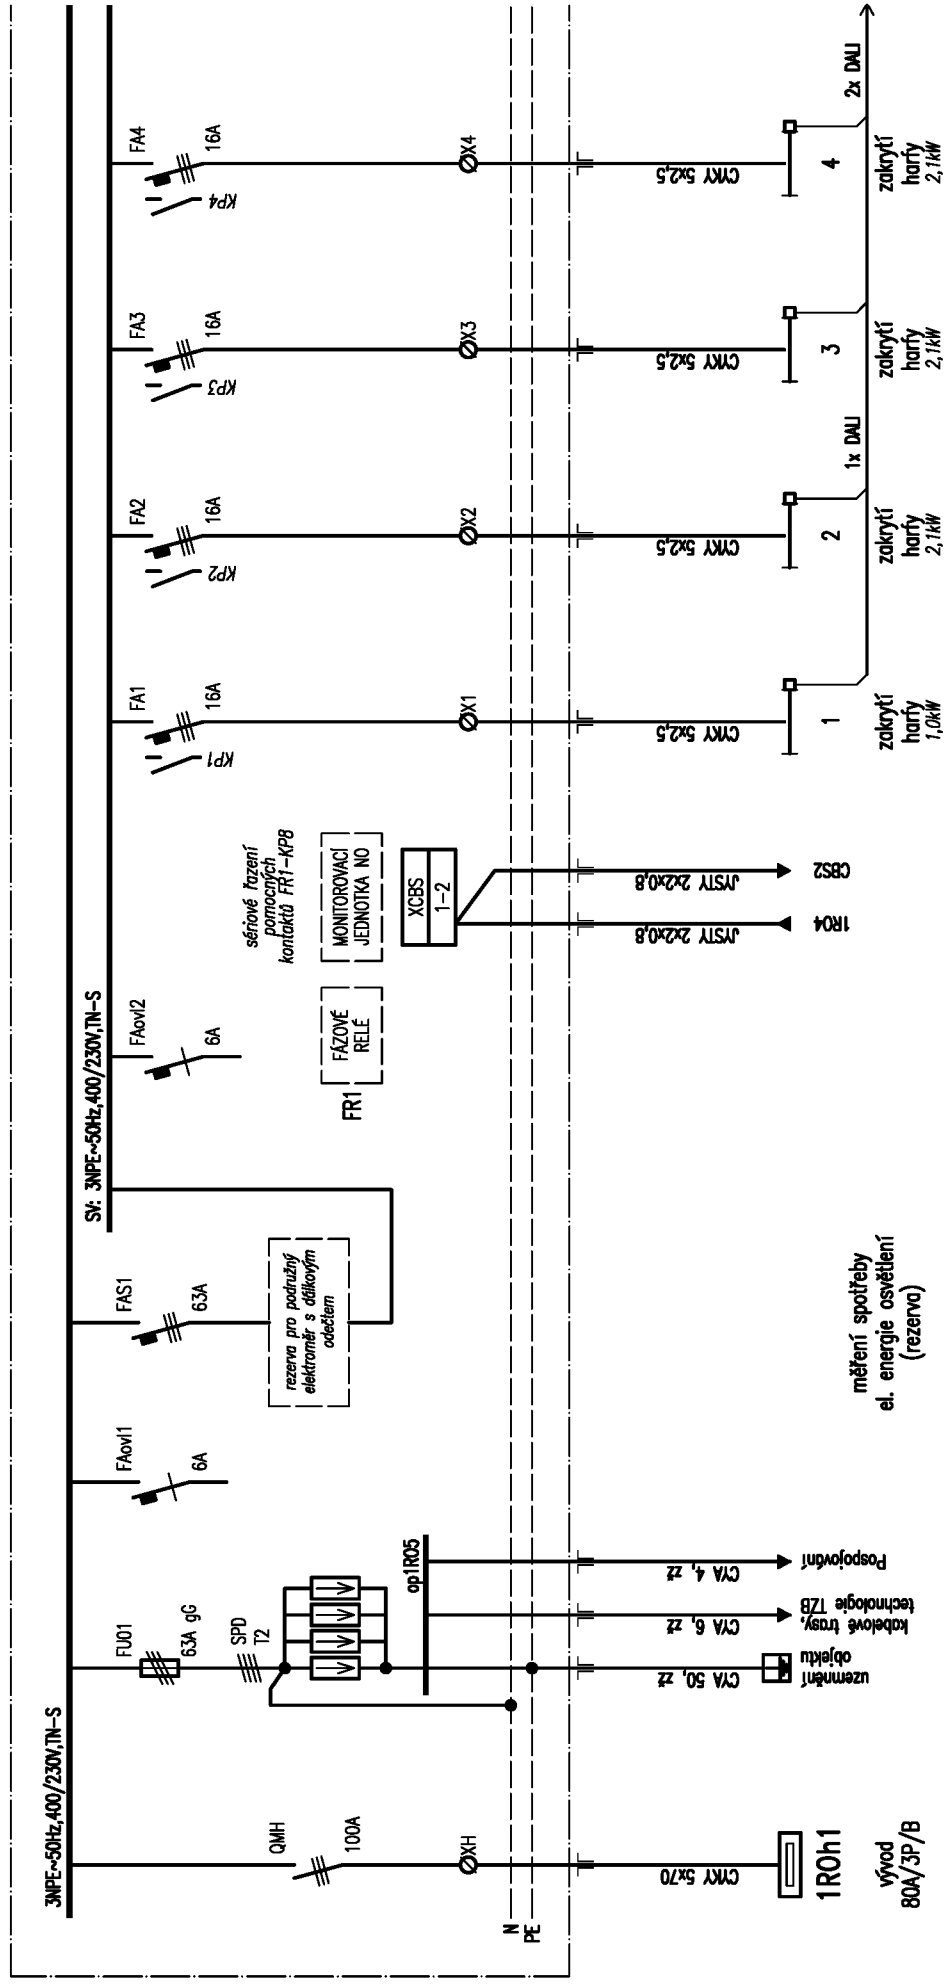 3NPE~50Hz,400/230V,TN-S
SV: 3NPE~50Hz,400/230V,TN-S
QMH
100A
XH
CYKY 5x70
1ROh1
vývod
80A/3P/B
N
PE
FU01
63A gG
SPD
T2
op1RO5
CYA 50, zž
uzemnění
objektu
CYA 6, zž
kabelové trasy,
technologie TZB
CYA 4, zž
Pospojování
FAovl1
6A
FAS1
63A
rezerva pro podružný
elektroměr s dálkovým
odečtem
měření spotřeby
el. energie osvětlení
(rezerva)
FAovl2
6A
FR1
FÁZOVÉ
RELÉ
sériové řazení
pomocných
kontaktů FR1-KP8
MONITOROVACÍ
JEDNOTKA NO
XCBS
1-2
JYSTY 2x2x0,8
1RO4
JYSTY 2x2x0,8
CBS2
FA1
16A
KP1
X1
CYKY 5x2,5
1
zakrytí
harfy
1,0kW
FA2
16A
KP2
X2
CYKY 5x2,5
2
zakrytí
harfy
2,1kW
1x DALI
FA3
16A
KP3
X3
CYKY 5x2,5
3
zakrytí
harfy
2,1kW
FA4
16A
KP4
X4
CYKY 5x2,5
4
zakrytí
harfy
2,1kW
2x DALI